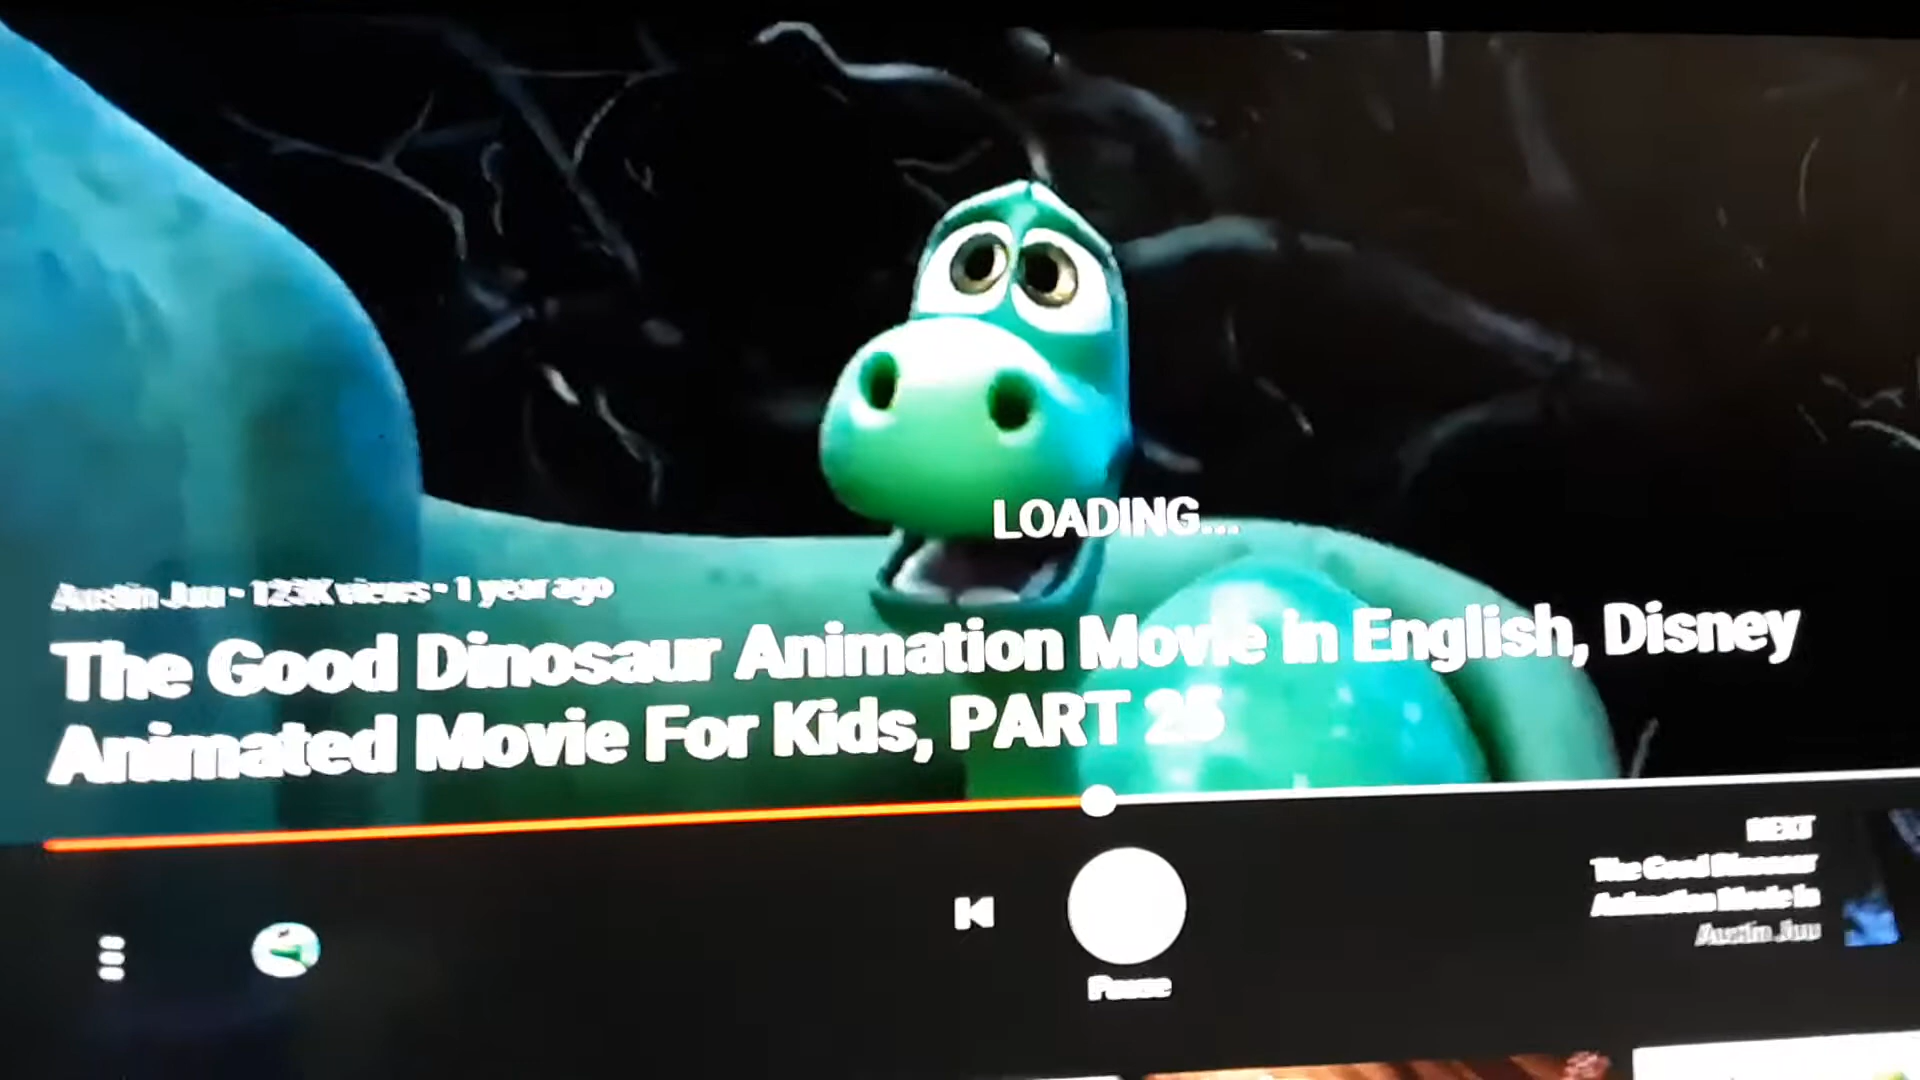 LOADING...
Austin Juu • 123K views • 1 year ago
The Good Dinosaur Animation Movie in English, Disney
Animated Movie For Kids, PART 25
Pause
NEXT
The Good Dinosaur
Animation Movie in
Austin Juu